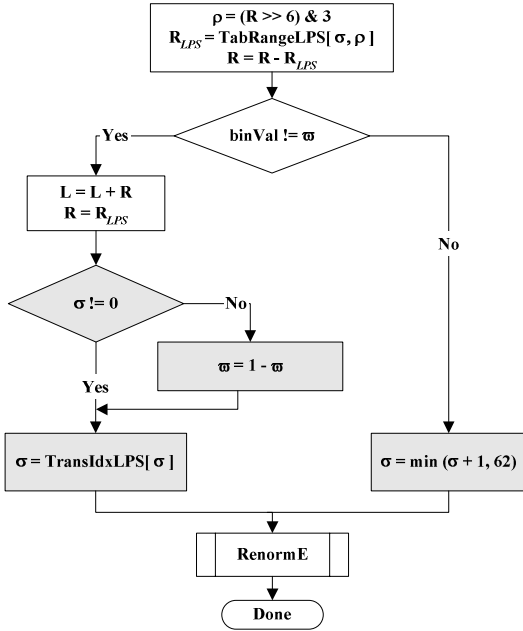 ρ = (R >> 6) & 3
R_LPS = TabRangeLPS[ σ, ρ ]
R = R - R_LPS
binVal != ϖ
Yes
No
L = L + R
R = R_LPS
σ != 0
No
Yes
ϖ = 1 - ϖ
σ = TransIdxLPS[ σ ]
σ = min (σ + 1, 62)
RenormE
Done